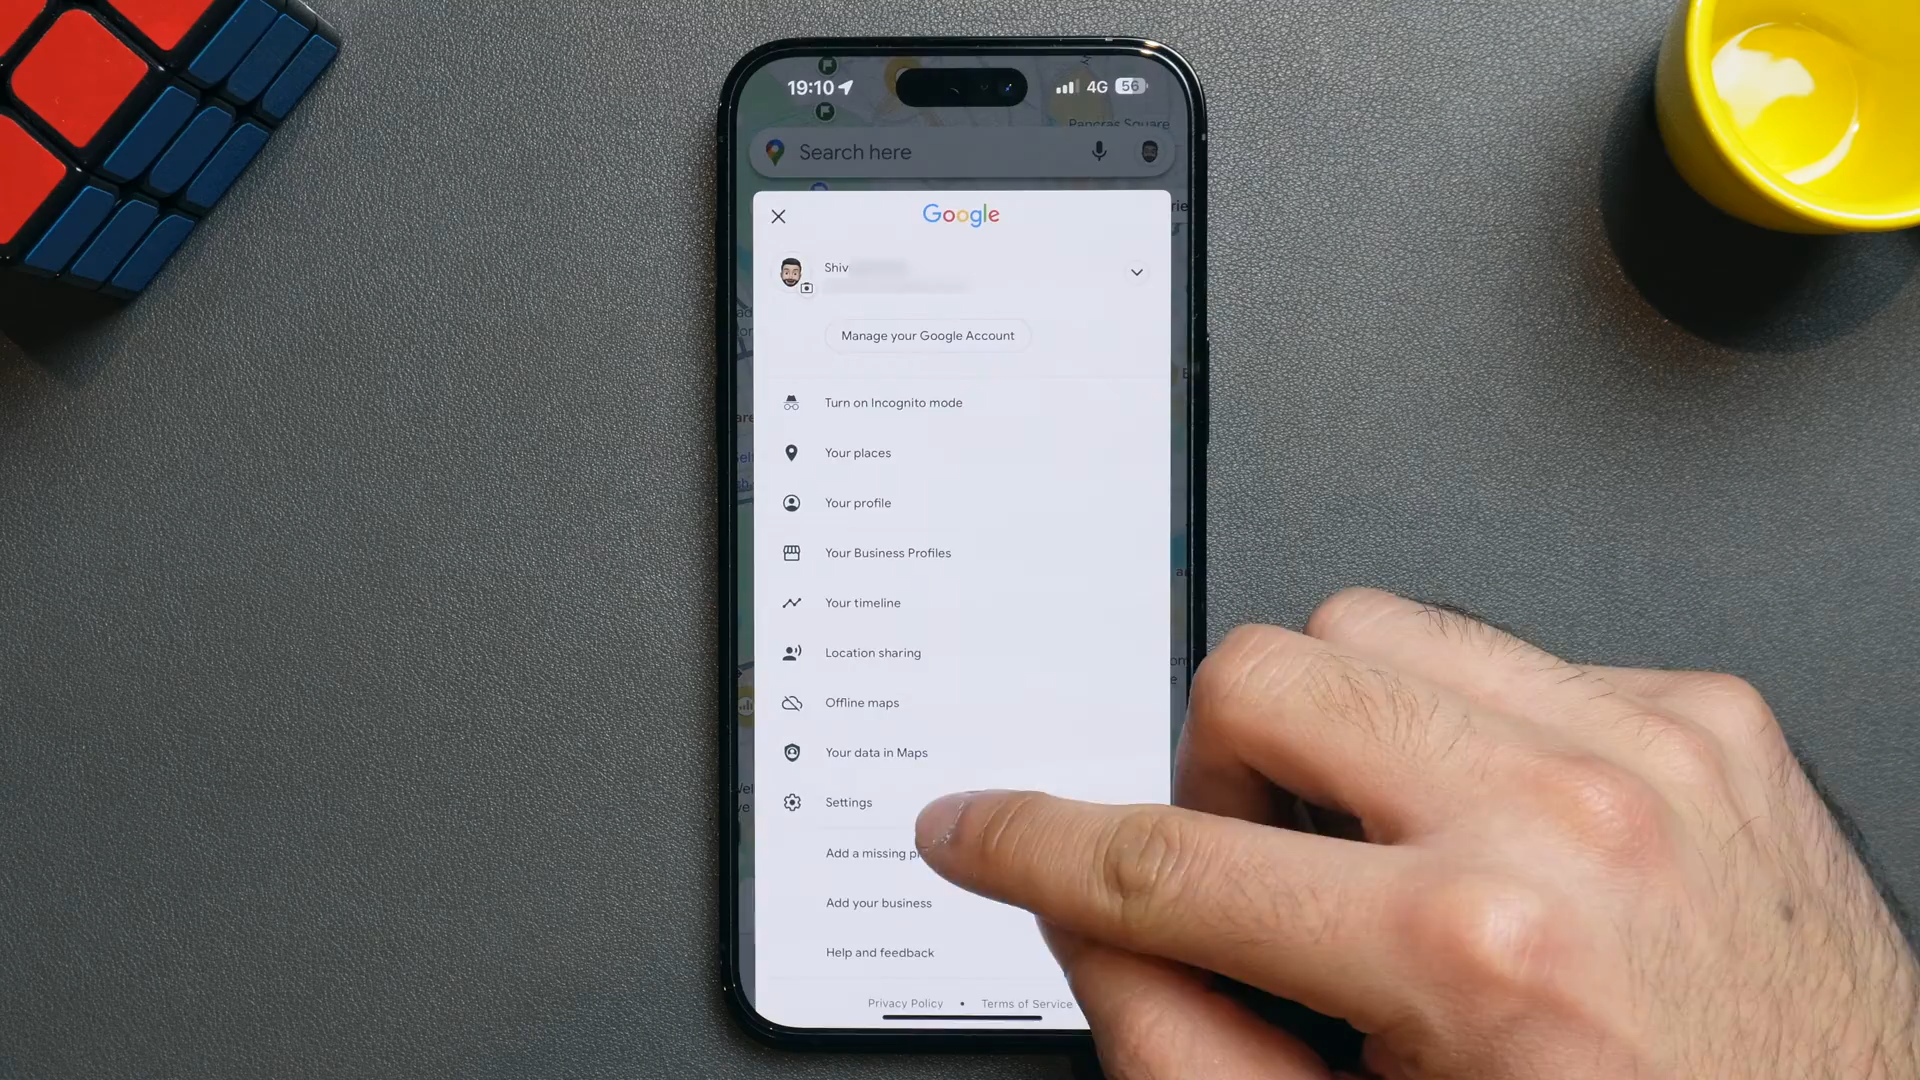 19:10
4G 56
Pancras Square
Search here
Google
Shiv
Manage your Google Account
Turn on Incognito mode
Your places
Your profile
Your Business Profiles
Your timeline
Location sharing
Offline maps
Your data in Maps
Settings
Add a missing
Add your business
Help and feedback
Privacy Policy • Terms of Service